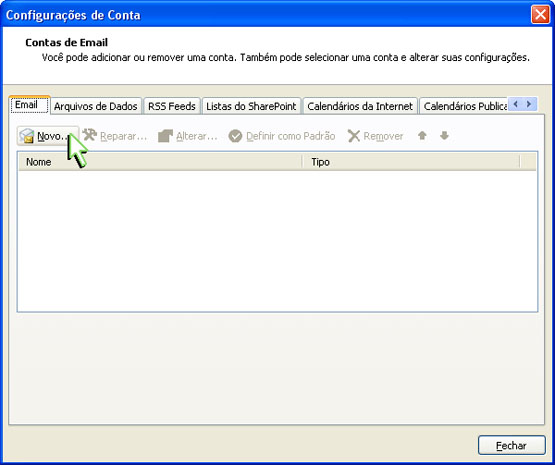 Configurações de Conta
Contas de Email
Você pode adicionar ou remover uma conta. Também pode selecionar uma conta e alterar suas configurações.
Email Arquivos de Dados RSS Feeds Listas do SharePoint Calendários da Internet Calendários Publica
Novo... Reparar... Alterar... Definir como Padrão Remover
Nome Tipo
Fechar